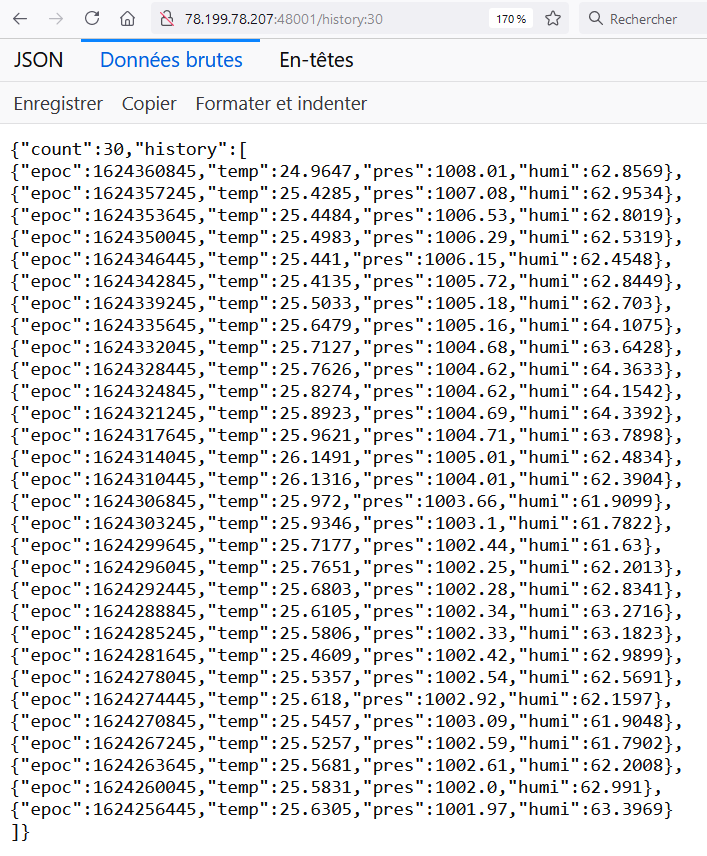 78.199.78.207:48001/history:30 170 % Rechercher
JSON Données brutes En-têtes
Enregistrer Copier Formater et indenter
{"count":30,"history":[
{"epoc":1624360845,"temp":24.9647,"pres":1008.01,"humi":62.8569},
{"epoc":1624357245,"temp":25.4285,"pres":1007.08,"humi":62.9534},
{"epoc":1624353645,"temp":25.4484,"pres":1006.53,"humi":62.8019},
{"epoc":1624350045,"temp":25.4983,"pres":1006.29,"humi":62.5319},
{"epoc":1624346445,"temp":25.441,"pres":1006.15,"humi":62.4548},
{"epoc":1624342845,"temp":25.4135,"pres":1005.72,"humi":62.8449},
{"epoc":1624339245,"temp":25.5033,"pres":1005.18,"humi":62.703},
{"epoc":1624335645,"temp":25.6479,"pres":1005.16,"humi":64.1075},
{"epoc":1624332045,"temp":25.7127,"pres":1004.68,"humi":63.6428},
{"epoc":1624328445,"temp":25.7626,"pres":1004.62,"humi":64.3633},
{"epoc":1624324845,"temp":25.8274,"pres":1004.62,"humi":64.1542},
{"epoc":1624321245,"temp":25.8923,"pres":1004.69,"humi":64.3392},
{"epoc":1624317645,"temp":25.9621,"pres":1004.71,"humi":63.7898},
{"epoc":1624314045,"temp":26.1491,"pres":1005.01,"humi":62.4834},
{"epoc":1624310445,"temp":26.1316,"pres":1004.01,"humi":62.3904},
{"epoc":1624306845,"temp":25.972,"pres":1003.66,"humi":61.9099},
{"epoc":1624303245,"temp":25.9346,"pres":1003.1,"humi":61.7822},
{"epoc":1624299645,"temp":25.7177,"pres":1002.44,"humi":61.63},
{"epoc":1624296045,"temp":25.7651,"pres":1002.25,"humi":62.2013},
{"epoc":1624292445,"temp":25.6803,"pres":1002.28,"humi":62.8341},
{"epoc":1624288845,"temp":25.6105,"pres":1002.34,"humi":63.2716},
{"epoc":1624285245,"temp":25.5806,"pres":1002.33,"humi":63.1823},
{"epoc":1624281645,"temp":25.4609,"pres":1002.42,"humi":62.9899},
{"epoc":1624278045,"temp":25.5357,"pres":1002.54,"humi":62.5691},
{"epoc":1624274445,"temp":25.618,"pres":1002.92,"humi":62.1597},
{"epoc":1624270845,"temp":25.5457,"pres":1003.09,"humi":61.9048},
{"epoc":1624267245,"temp":25.5257,"pres":1002.59,"humi":61.7902},
{"epoc":1624263645,"temp":25.5681,"pres":1002.61,"humi":62.2008},
{"epoc":1624260045,"temp":25.5831,"pres":1002.0,"humi":62.991},
{"epoc":1624256445,"temp":25.6305,"pres":1001.97,"humi":63.3969}
]}